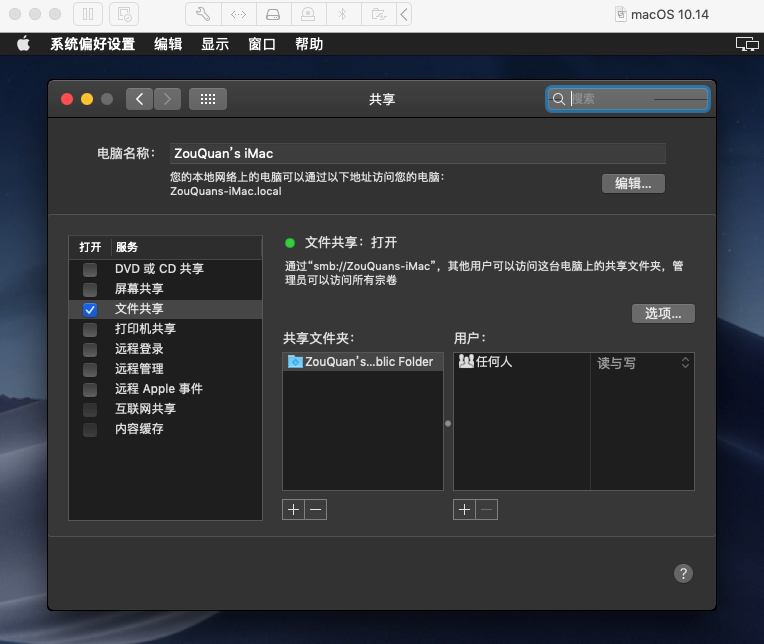 macOS 10.14
系统偏好设置 编辑 显示 窗口 帮助
共享
搜索
电脑名称： ZouQuan's iMac
您的本地网络上的电脑可以通过以下地址访问您的电脑：
ZouQuans-iMac.local
编辑...
打开 服务
DVD 或 CD 共享
屏幕共享
文件共享
打印机共享
远程登录
远程管理
远程 Apple 事件
互联网共享
内容缓存
文件共享：打开
通过“smb://ZouQuans-iMac”，其他用户可以访问这台电脑上的共享文件夹，管
理员可以访问所有宗卷
选项...
共享文件夹： 用户：
ZouQuan's...blic Folder 任何人 读与写
?